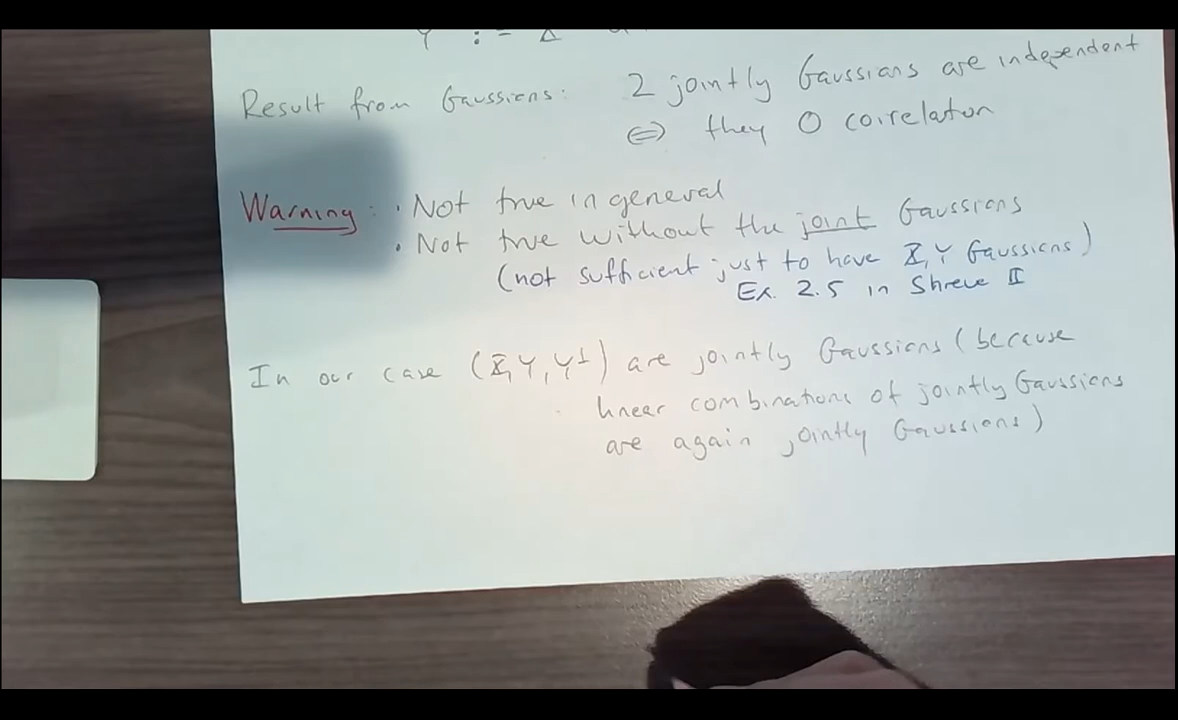 Y := X
Result from Gaussians: 2 jointly Gaussians are independent
⇔ they 0 correlation
Warning: · Not true in general
· Not true without the joint Gaussians
(not sufficient just to have X, Y Gaussians)
Ex. 2.5 in Shreve II
In our case (X, Y, Y⊥) are jointly Gaussians (because
linear combinations of jointly Gaussians
are again jointly Gaussians)